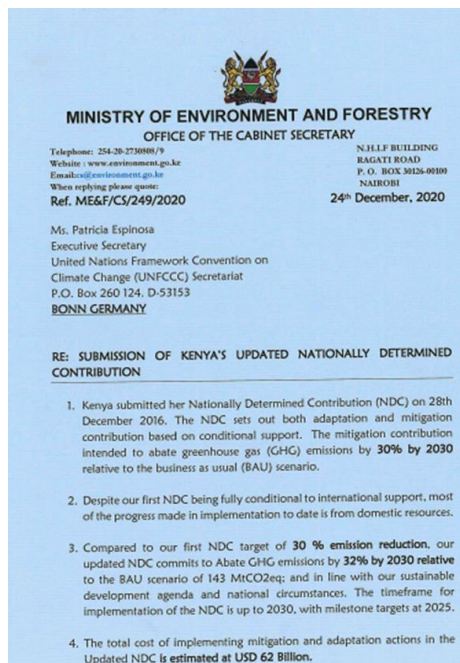 MINISTRY OF ENVIRONMENT AND FORESTRY
OFFICE OF THE CABINET SECRETARY
Telephone: 254-20-2730808/9
Website : www.environment.go.ke
Email:cs@environment.go.ke
When replying please quote:
Ref. ME&F/CS/249/2020
N.H.I.F BUILDING
RAGATI ROAD
P. O. BOX 30126-00100
NAIROBI
24th December, 2020
Ms. Patricia Espinosa
Executive Secretary
United Nations Framework Convention on
Climate Change (UNFCCC) Secretariat
P.O. Box 260 124, D-53153
BONN GERMANY
RE: SUBMISSION OF KENYA'S UPDATED NATIONALLY DETERMINED
CONTRIBUTION
1. Kenya submitted her Nationally Determined Contribution (NDC) on 28th
December 2016. The NDC sets out both adaptation and mitigation
contribution based on conditional support. The mitigation contribution
intended to abate greenhouse gas (GHG) emissions by 30% by 2030
relative to the business as usual (BAU) scenario.
2. Despite our first NDC being fully conditional to international support, most
of the progress made in implementation to date is from domestic resources.
3. Compared to our first NDC target of 30 % emission reduction, our
updated NDC commits to Abate GHG emissions by 32% by 2030 relative
to the BAU scenario of 143 MtCO2eq; and in line with our sustainable
development agenda and national circumstances. The timeframe for
implementation of the NDC is up to 2030, with milestone targets at 2025.
4. The total cost of implementing mitigation and adaptation actions in the
Updated NDC is estimated at USD 62 Billion.